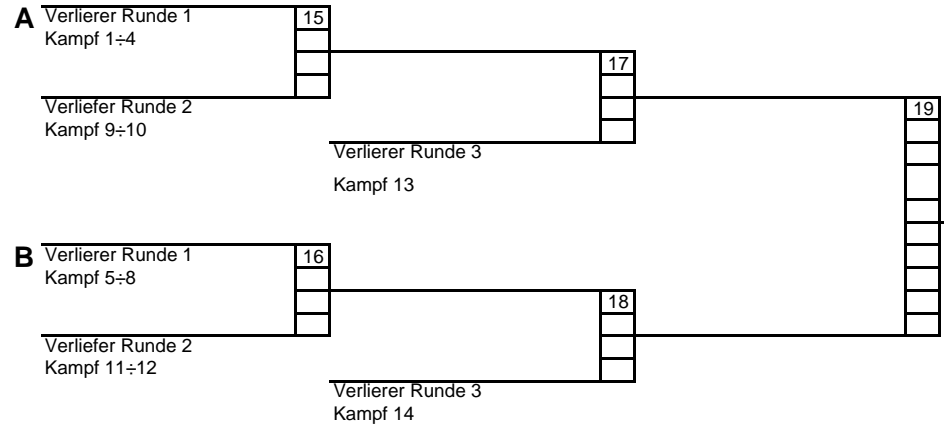 A Verlierer Runde 1 15
Kampf 1÷4
17
Verliefer Runde 2 19
Kampf 9÷10
Verlierer Runde 3
Kampf 13
B Verlierer Runde 1 16
Kampf 5÷8
18
Verliefer Runde 2
Kampf 11÷12
Verlierer Runde 3
Kampf 14